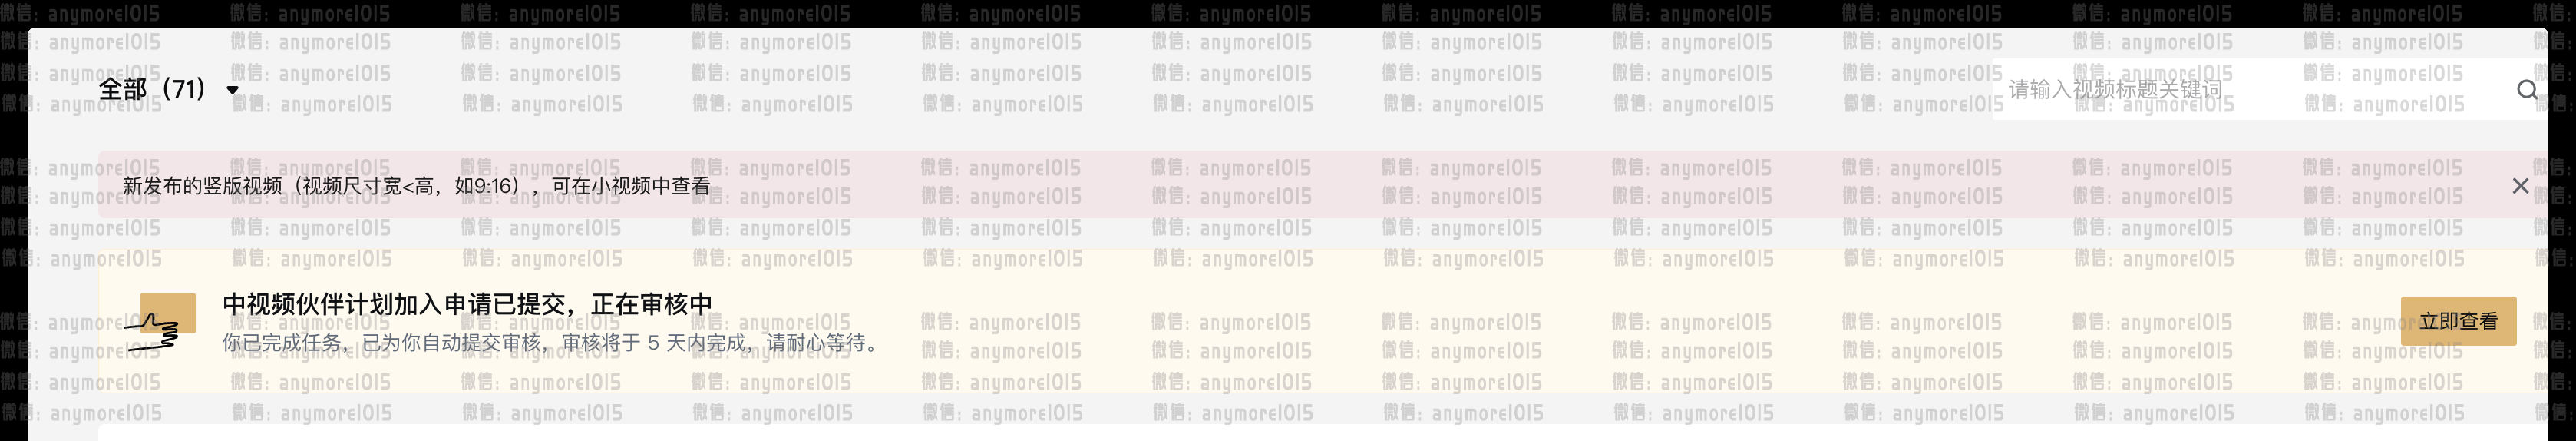 全部（71）
请输入视频标题关键词
新发布的竖版视频（视频尺寸宽<高，如9:16），可在小视频中查看
中视频伙伴计划加入申请已提交，正在审核中
你已完成任务，已为你自动提交审核，审核将于 5 天内完成，请耐心等待。
立即查看
微信: anymore1015